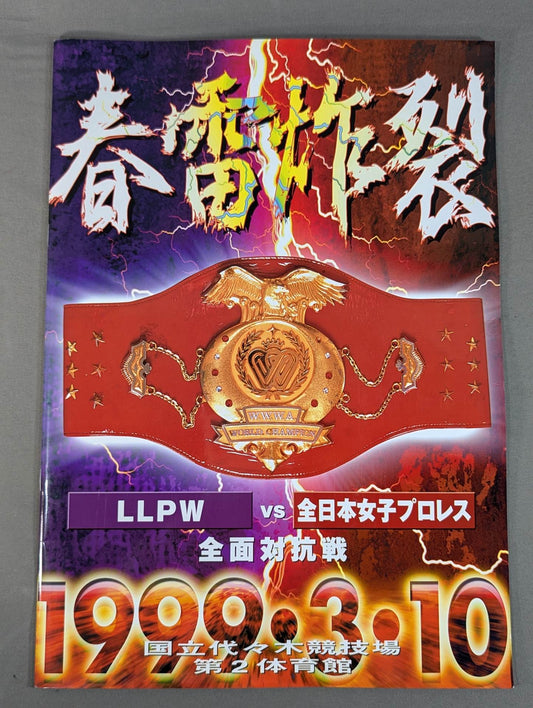 春雷炸裂
W.W.W.A.
WORLD CHAMPION
LLPW vs 全日本女子プロレス
全面対抗戦
1999・3・10
国立代々木競技場
第2体育館